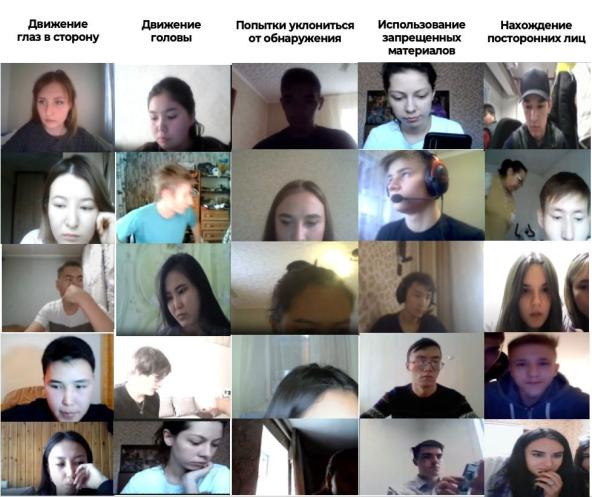 Движение
глаз в сторону
Движение
головы
Попытки уклониться
от обнаружения
Использование
запрещенных
материалов
Нахождение
посторонних лиц